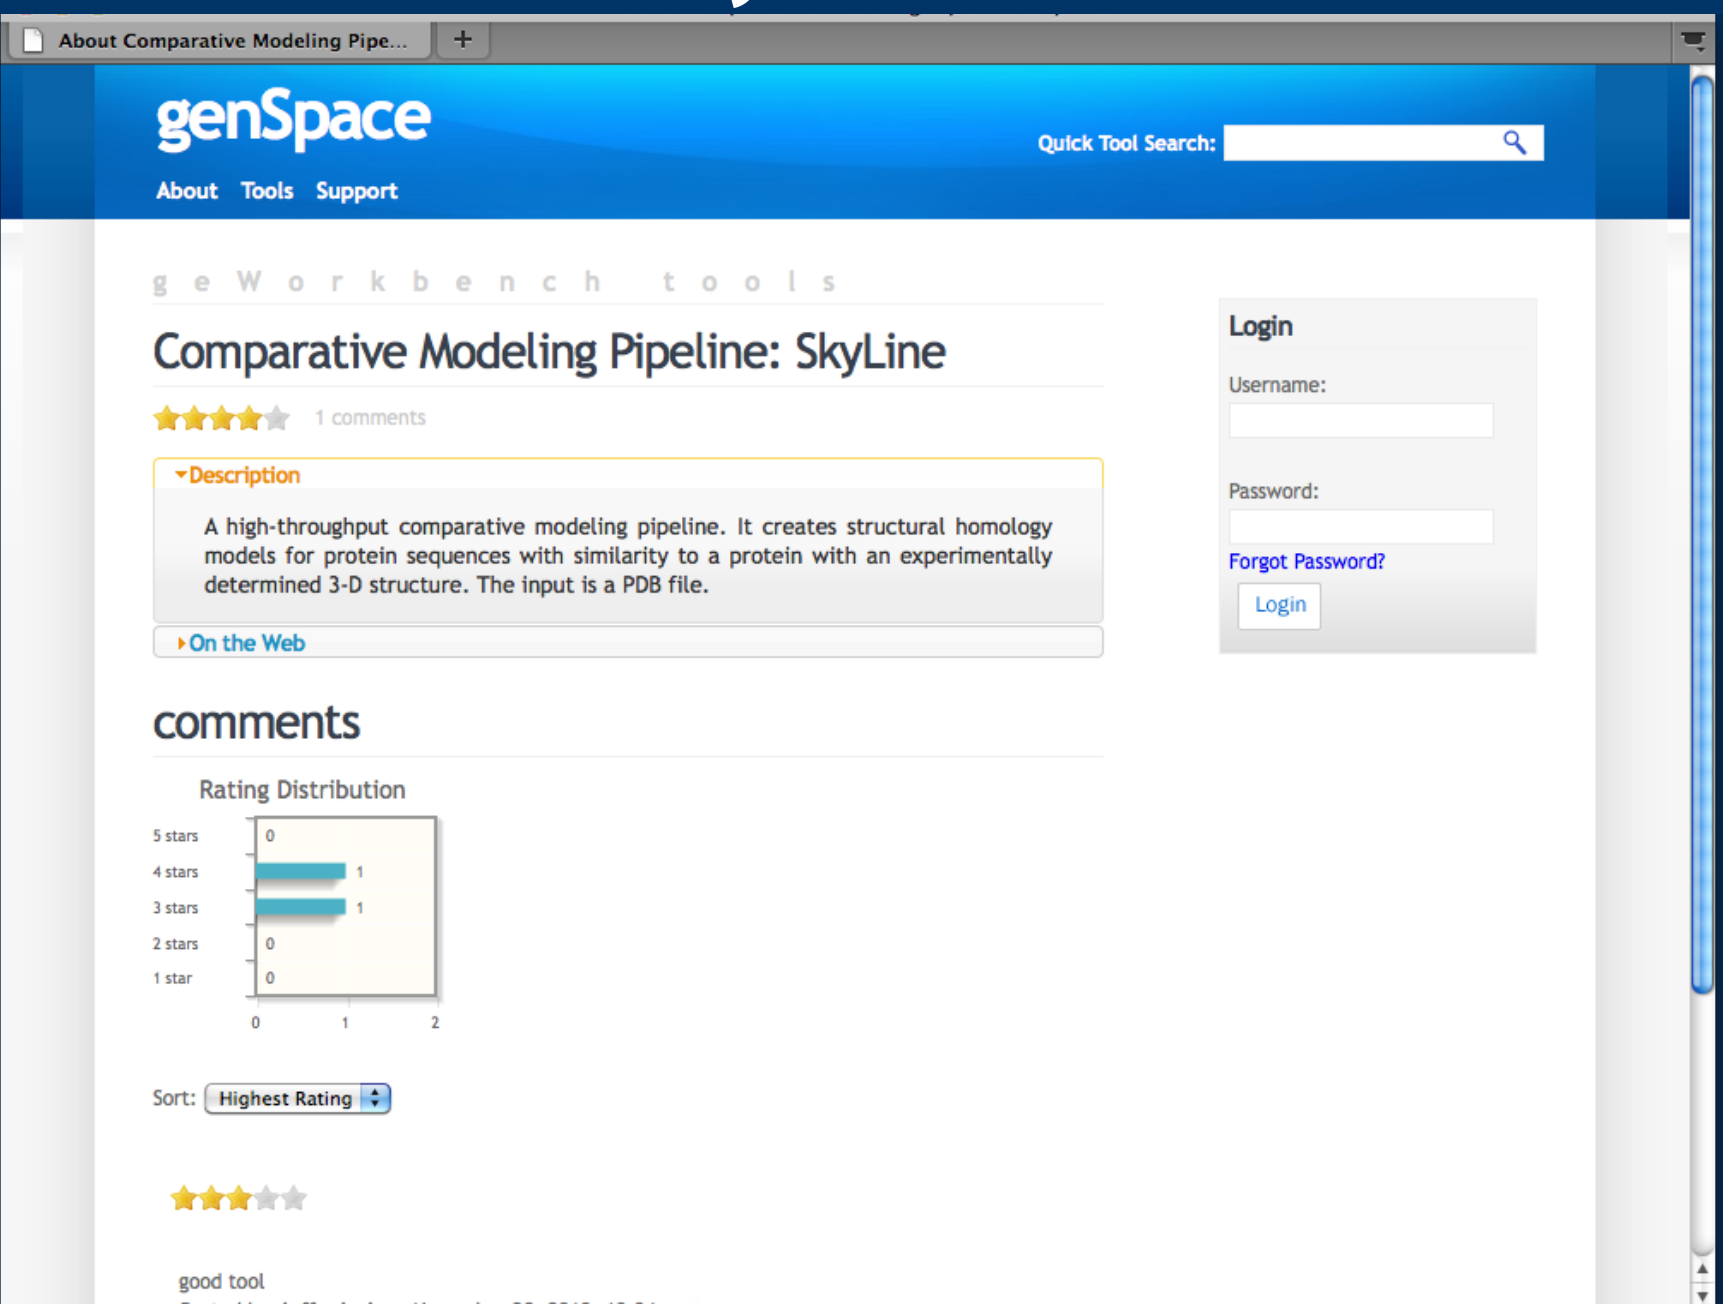 About Comparative Modeling Pipe...
genSpace
Quick Tool Search:
About Tools Support
geWorkbench tools
Comparative Modeling Pipeline: SkyLine
1 comments
Description
A high-throughput comparative modeling pipeline. It creates structural homology
models for protein sequences with similarity to a protein with an experimentally
determined 3-D structure. The input is a PDB file.
On the Web
Login
Username:
Password:
Forgot Password?
Login
comments
Rating Distribution
5 stars 0
4 stars 1
3 stars 1
2 stars 0
1 star 0
0 1 2
Sort: Highest Rating
good tool